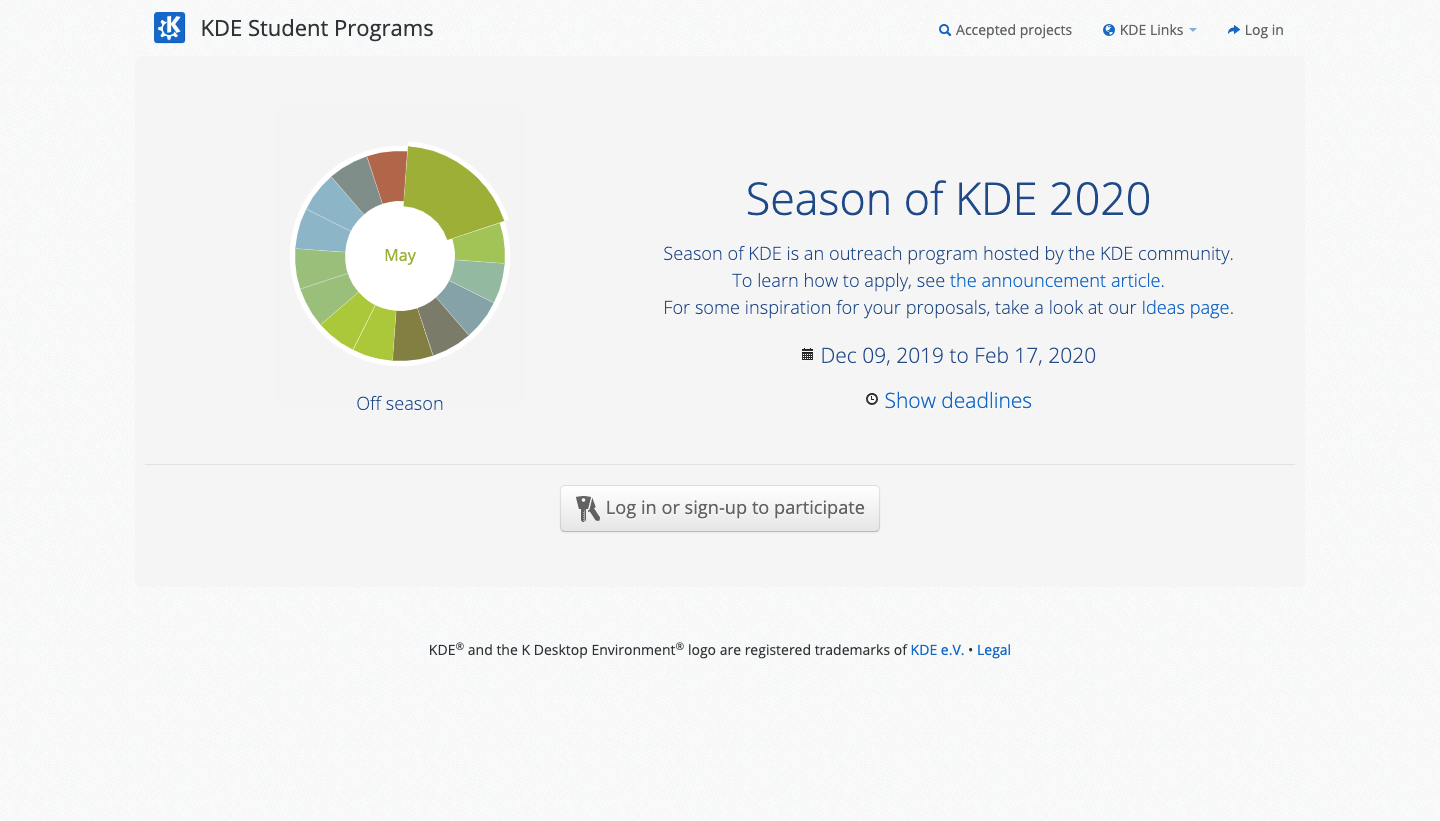 KDE Student Programs
Accepted projects
KDE Links
Log in
May
Off season
Season of KDE 2020
Season of KDE is an outreach program hosted by the KDE community.
To learn how to apply, see the announcement article.
For some inspiration for your proposals, take a look at our Ideas page.
Dec 09, 2019 to Feb 17, 2020
Show deadlines
Log in or sign-up to participate
KDE® and the K Desktop Environment® logo are registered trademarks of KDE e.V. • Legal